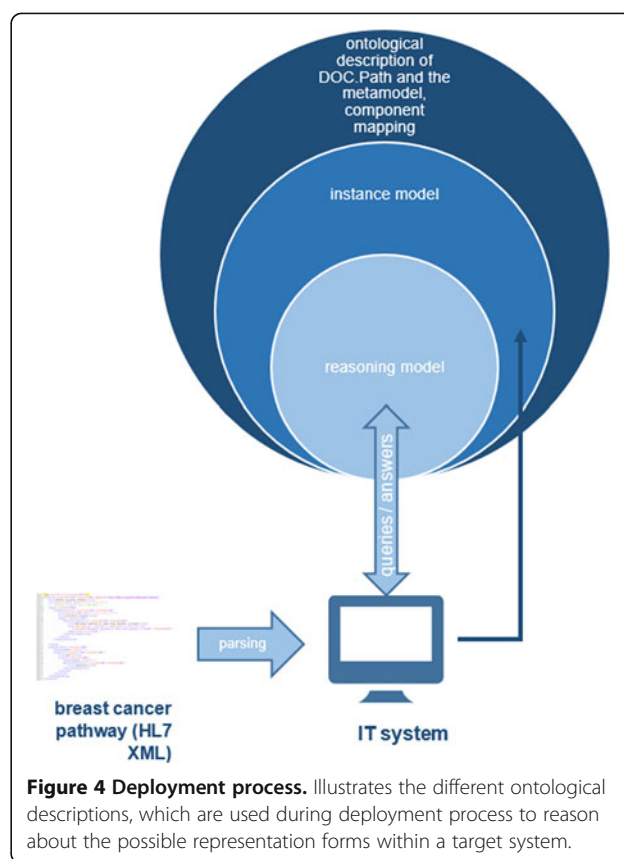 ontological
description of
DOC.Path and the
metamodel,
component
mapping
instance model
reasoning model
queries / answers
parsing
breast cancer
pathway (HL7
XML)
IT system
Figure 4 Deployment process. Illustrates the different ontological
descriptions, which are used during deployment process to reason
about the possible representation forms within a target system.